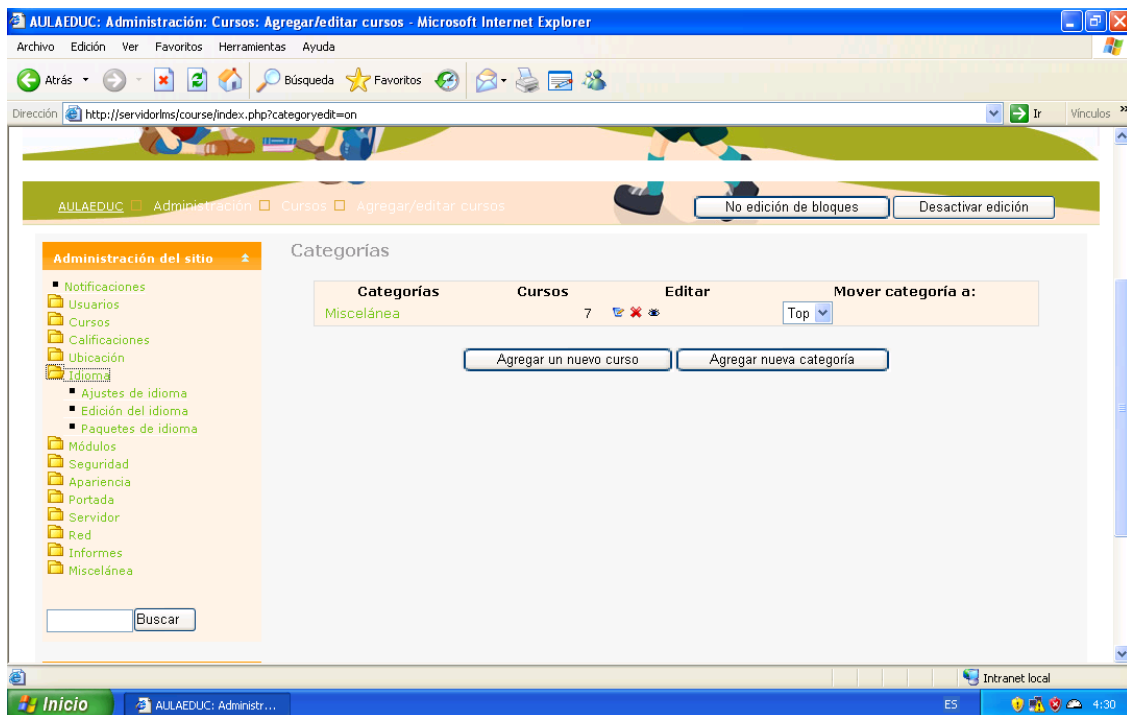 AULAEDUC: Administración: Cursos: Agregar/editar cursos - Microsoft Internet Explorer
Archivo Edición Ver Favoritos Herramientas Ayuda
Atrás Búsqueda Favoritos
Dirección http://servidorlms/course/index.php?categoryedit=on Ir Vínculos »
AULAEDUC Administración Cursos Agregar/editar cursos No edición de bloques Desactivar edición
Administración del sitio
Notificaciones
Usuarios
Cursos
Calificaciones
Ubicación
Idioma
Ajustes de idioma
Edición del idioma
Paquetes de idioma
Módulos
Seguridad
Apariencia
Portada
Servidor
Red
Informes
Miscelánea
Buscar
Categorías
Categorías Cursos Editar Mover categoría a:
Miscelánea 7 Top
Agregar un nuevo curso Agregar nueva categoría
Intranet local
Inicio AULAEDUC: Administr... ES 4:30